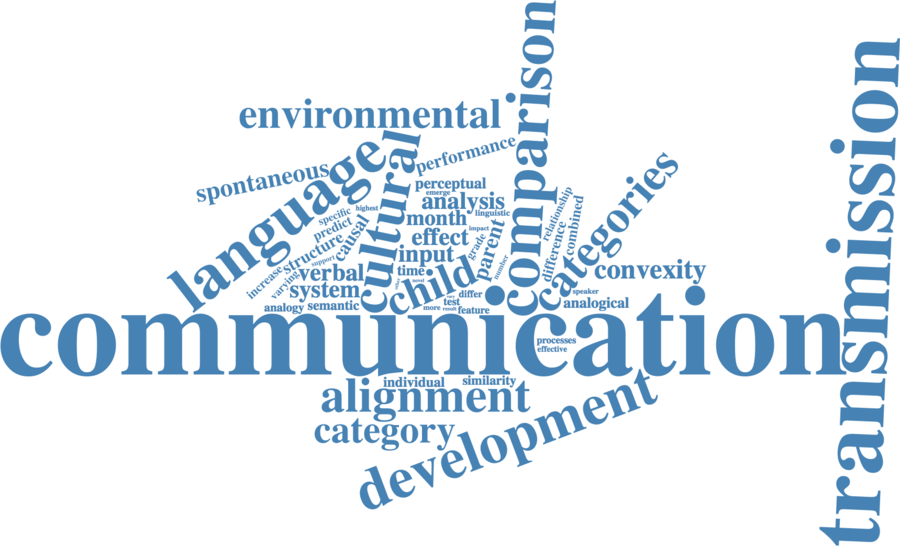 communication
transmission
comparison
language
cultural
development
categories
environmental
alignment
category
child
convexity
spontaneous
performance
perceptual
emerge
analysis
linguistic
month
effect
impact
input
parent
grade
number
time
verbal
system
structure
causal
specific
highest
predict
support
increase
varying
analogy
semantic
relationship
difference
combined
speaker
analogical
processes
effective
differ
test
more
result
feature
novel
individual
similarity